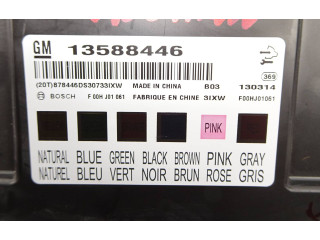 GM 13588446
(20T)878446DS30733IXW MADE IN CHINA B03 130314
BOSCH F 00H J01 061 FABRIQUE EN CHINE 3IXW F00HJ01061
369
PINK
NATURAL BLUE GREEN BLACK BROWN PINK GRAY
NATUREL BLEU VERT NOIR BRUN ROSE GRIS